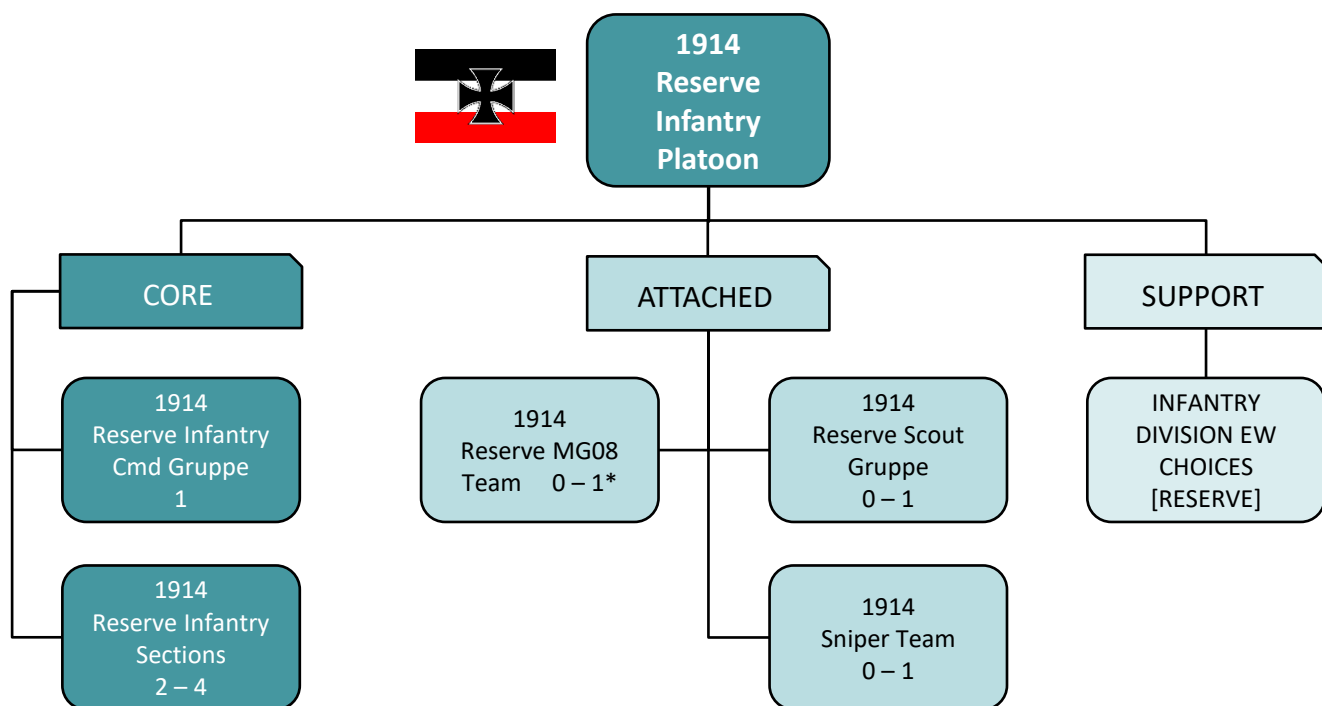 1914
Reserve
Infantry
Platoon
CORE
ATTACHED
SUPPORT
1914
Reserve Infantry
Cmd Gruppe
1
1914
Reserve MG08
Team 0 – 1*
1914
Reserve Scout
Gruppe
0 – 1
INFANTRY
DIVISION EW
CHOICES
[RESERVE]
1914
Reserve Infantry
Sections
2 – 4
1914
Sniper Team
0 – 1